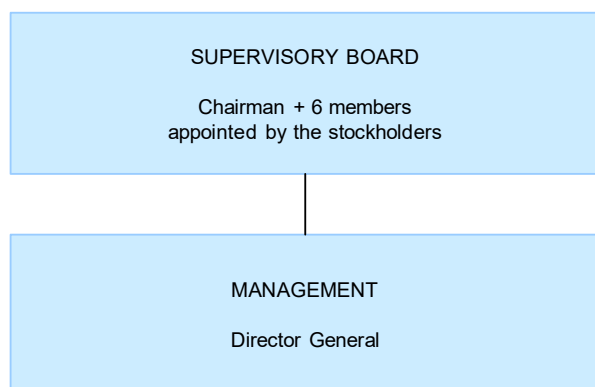 SUPERVISORY BOARD
Chairman + 6 members
appointed by the stockholders
MANAGEMENT
Director General